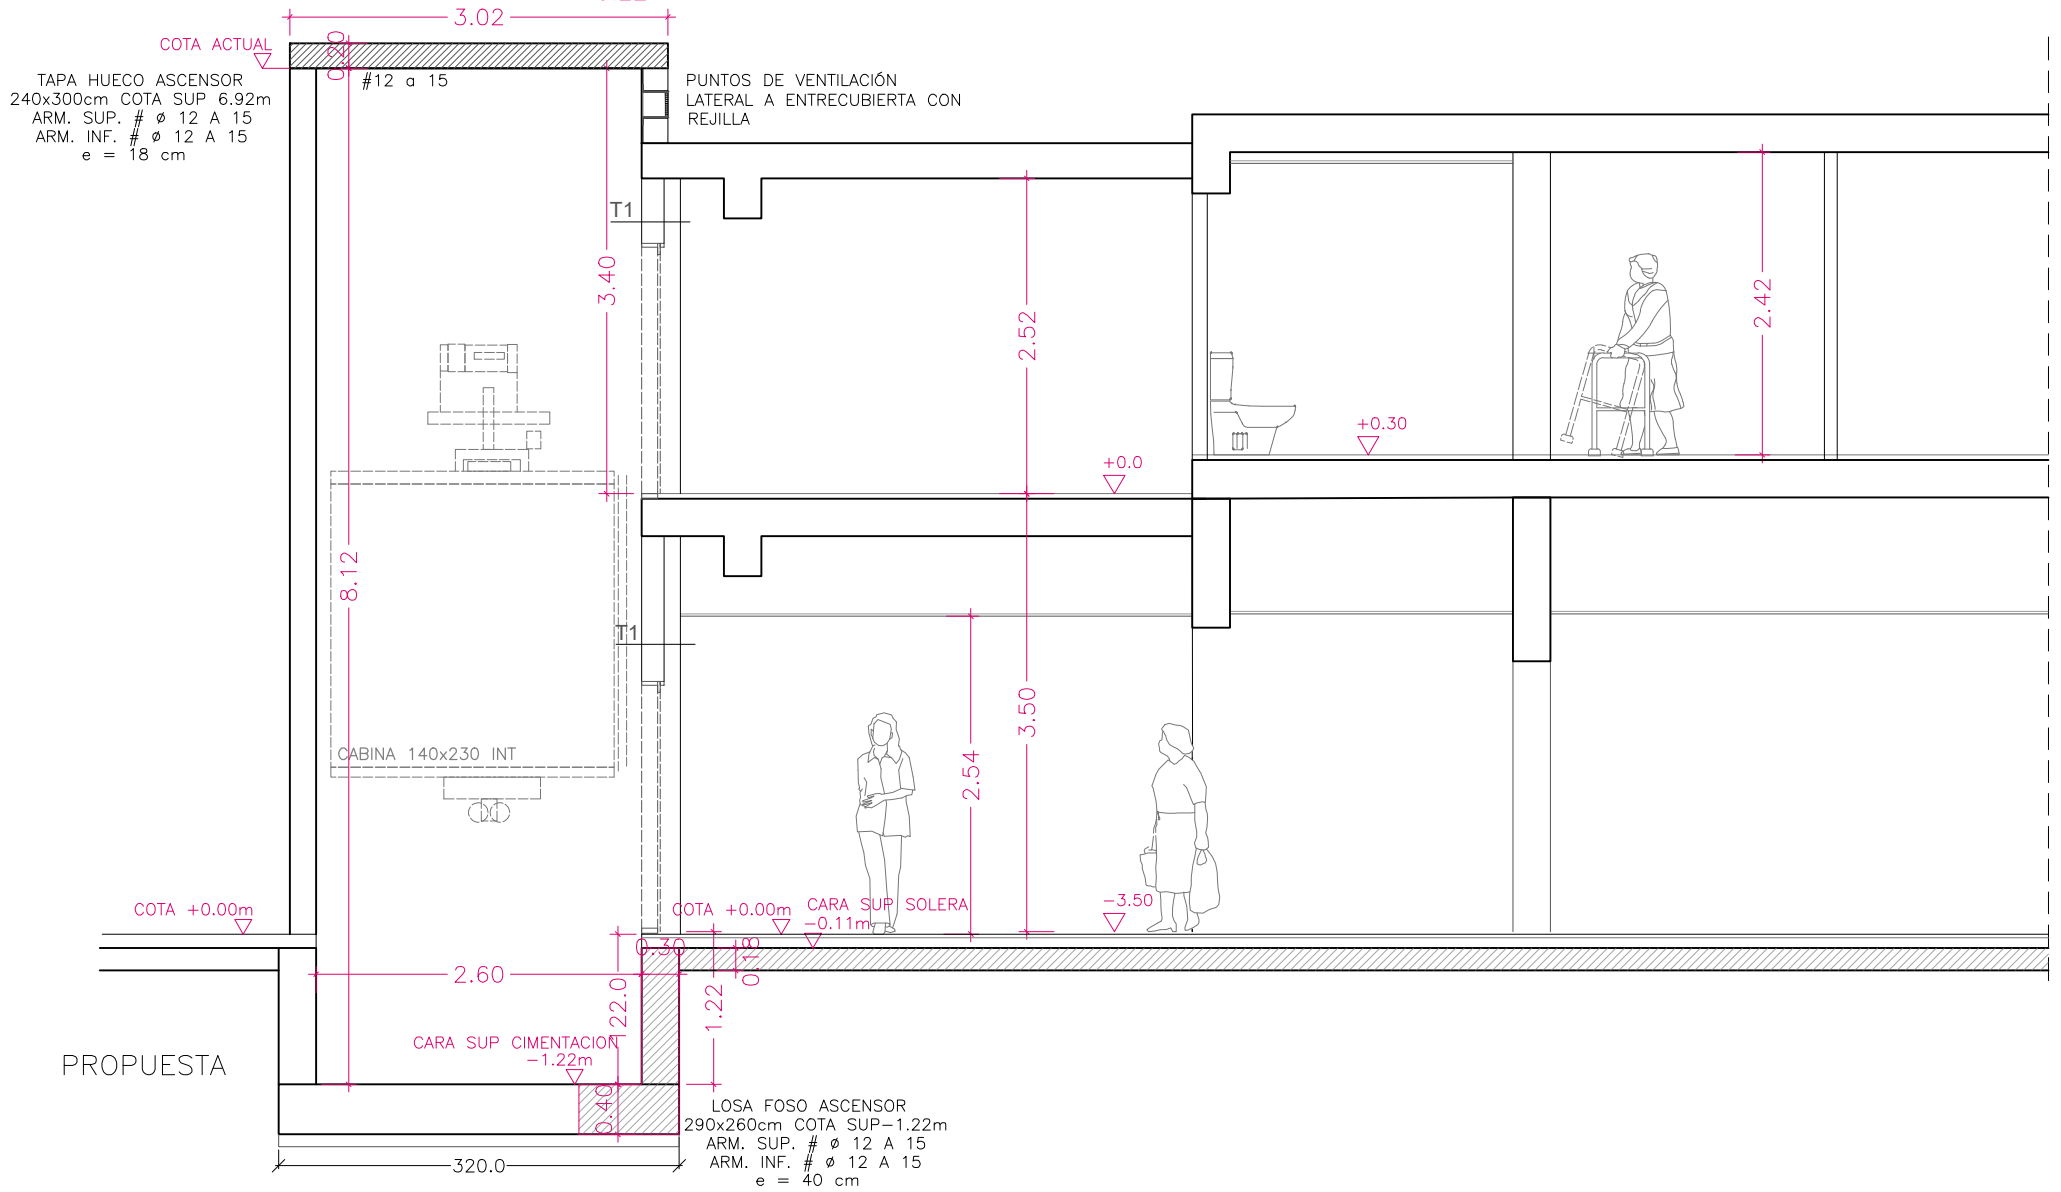 3.02
COTA ACTUAL
0.20
TAPA HUECO ASCENSOR
240x300cm COTA SUP 6.92m
ARM. SUP. # ø 12 A 15
ARM. INF. # ø 12 A 15
e = 18 cm
#12 a 15
PUNTOS DE VENTILACIÓN
LATERAL A ENTRECUBIERTA CON
REJILLA
T1
3.40
2.52
2.42
+0.30
+0.0
8.12
T1
3.50
2.54
CABINA 140x230 INT
COTA +0.00m
COTA +0.00m
CARA SUP SOLERA
-0.11m
-3.50
0.30
0.18
2.60
122.0
1.22
CARA SUP CIMENTACION
-1.22m
PROPUESTA
0.40
LOSA FOSO ASCENSOR
290x260cm COTA SUP-1.22m
ARM. SUP. # ø 12 A 15
ARM. INF. # ø 12 A 15
e = 40 cm
320.0